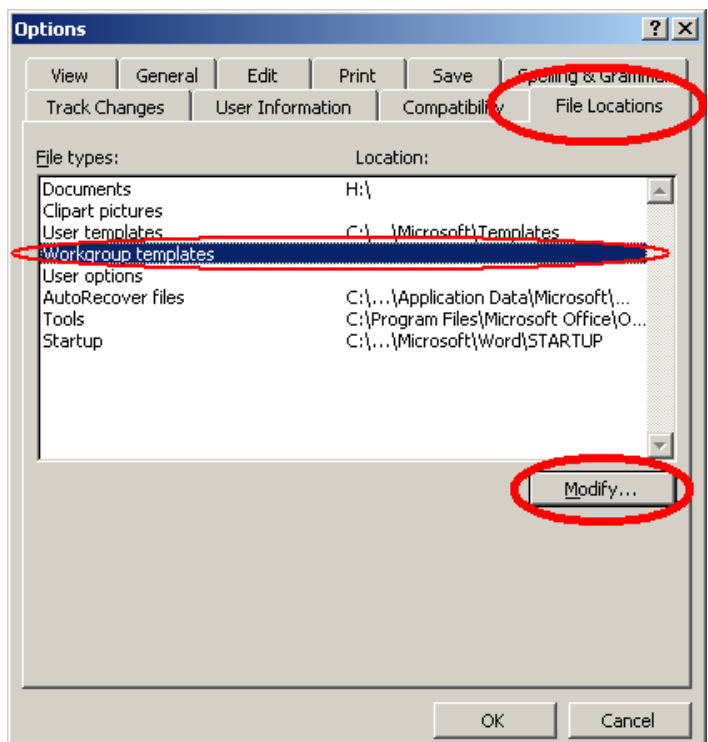 Options
View General Edit Print Save Spelling & Grammar
Track Changes User Information Compatibility File Locations
File types: Location:
Documents H:\
Clipart pictures
User templates C:\...\Microsoft\Templates
Workgroup templates
User options
AutoRecover files C:\...\Application Data\Microsoft\...
Tools C:\Program Files\Microsoft Office\O...
Startup C:\...\Microsoft\Word\STARTUP
Modify...
OK Cancel